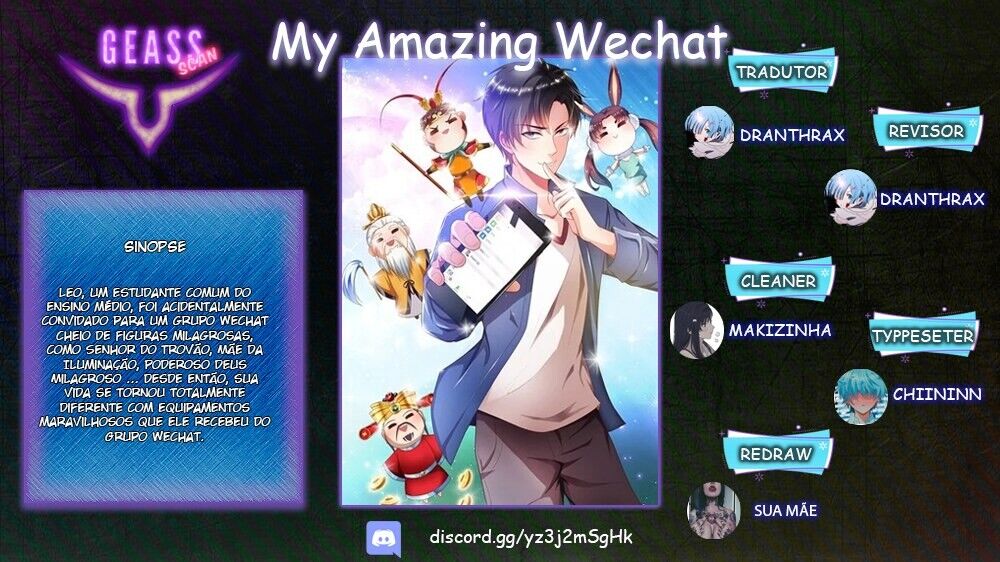 GEASS
SCAN
My Amazing Wechat
SINOPSE
LEO, UM ESTUDANTE COMUM DO
ENSINO MÉDIO, FOI ACIDENTALMENTE
CONVIDADO PARA UM GRUPO WECHAT
CHEIO DE FIGURAS MILAGROSAS,
COMO SENHOR DO TROVÃO, MÃE DA
ILUMINAÇÃO, PODEROSO DEUS
MILAGROSO ... DESDE ENTÃO, SUA
VIDA SE TORNOU TOTALMENTE
DIFERENTE COM EQUIPAMENTOS
MARAVILHOSOS QUE ELE RECEBEU DO
GRUPO WECHAT.
TRADUTOR
DRANTHRAX
REVISOR
DRANTHRAX
CLEANER
MAKIZINHA
TYPPESETER
CHIININN
REDRAW
SUA MÃE
discord.gg/yz3j2mSgHk